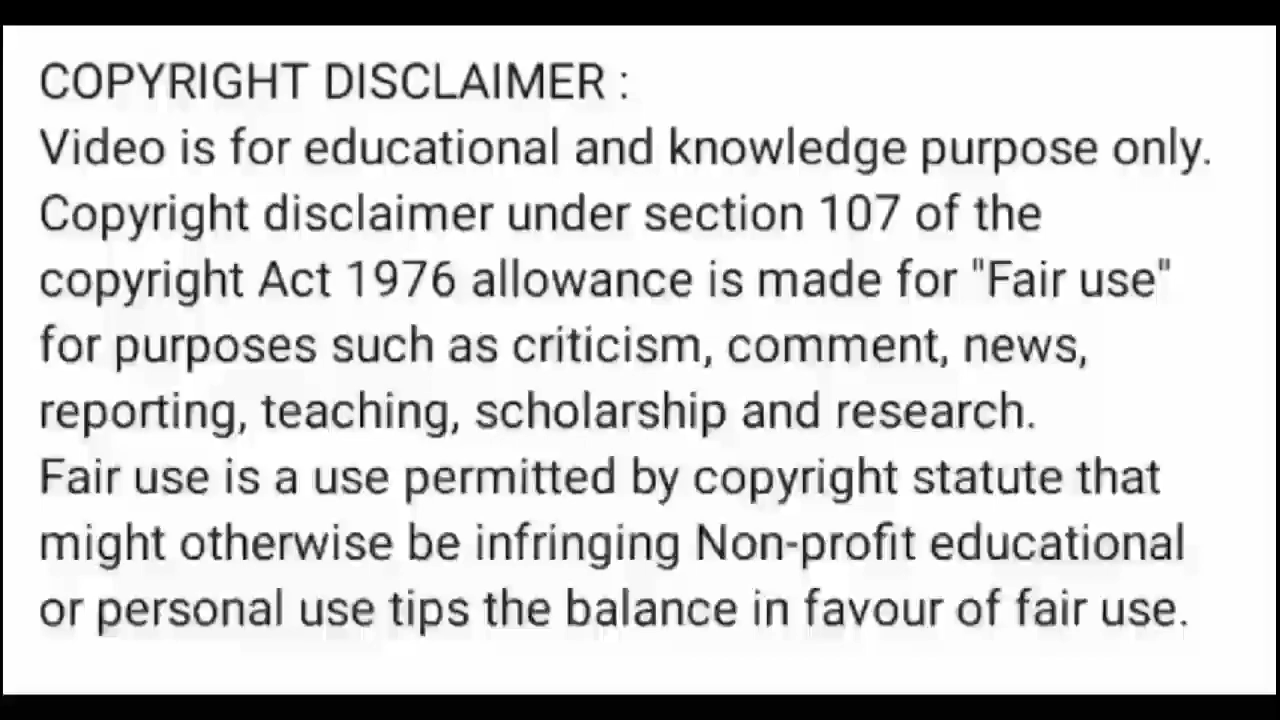 COPYRIGHT DISCLAIMER :
Video is for educational and knowledge purpose only.
Copyright disclaimer under section 107 of the
copyright Act 1976 allowance is made for "Fair use"
for purposes such as criticism, comment, news,
reporting, teaching, scholarship and research.
Fair use is a use permitted by copyright statute that
might otherwise be infringing Non-profit educational
or personal use tips the balance in favour of fair use.